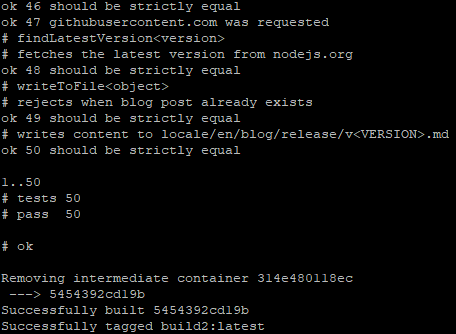 ok 46 should be strictly equal
ok 47 githubusercontent.com was requested
# findLatestVersion<version>
# fetches the latest version from nodejs.org
ok 48 should be strictly equal
# writeToFile<object>
# rejects when blog post already exists
ok 49 should be strictly equal
# writes content to locale/en/blog/release/v<VERSION>.md
ok 50 should be strictly equal
1..50
# tests 50
# pass  50
# ok
Removing intermediate container 314e480118ec
 ---> 5454392cd19b
Successfully built 5454392cd19b
Successfully tagged build2:latest